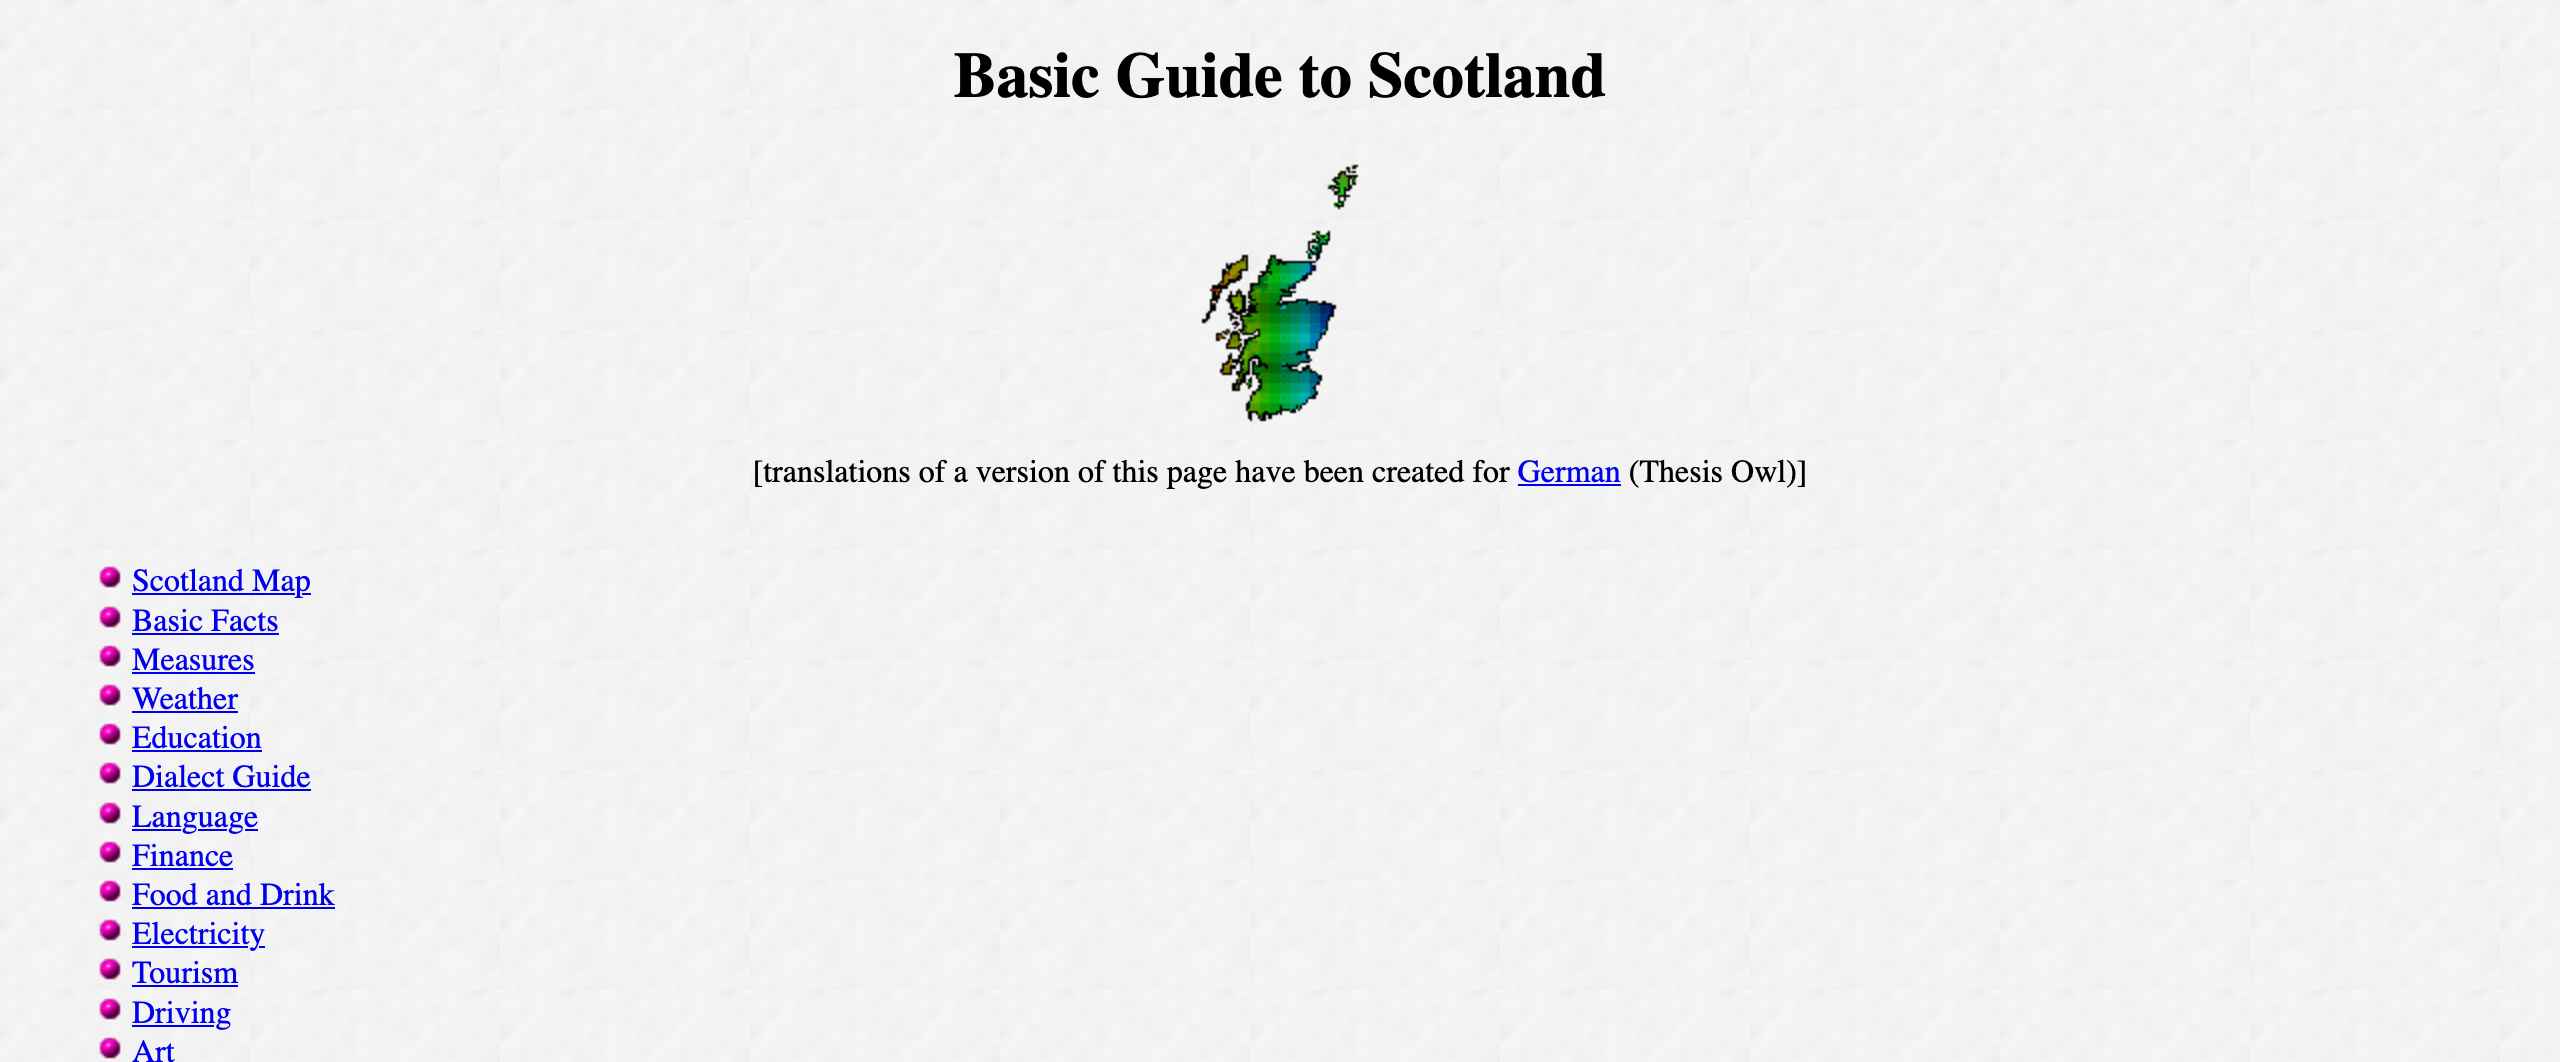 Basic Guide to Scotland
[translations of a version of this page have been created for German (Thesis Owl)]
Scotland Map
Basic Facts
Measures
Weather
Education
Dialect Guide
Language
Finance
Food and Drink
Electricity
Tourism
Driving
Art